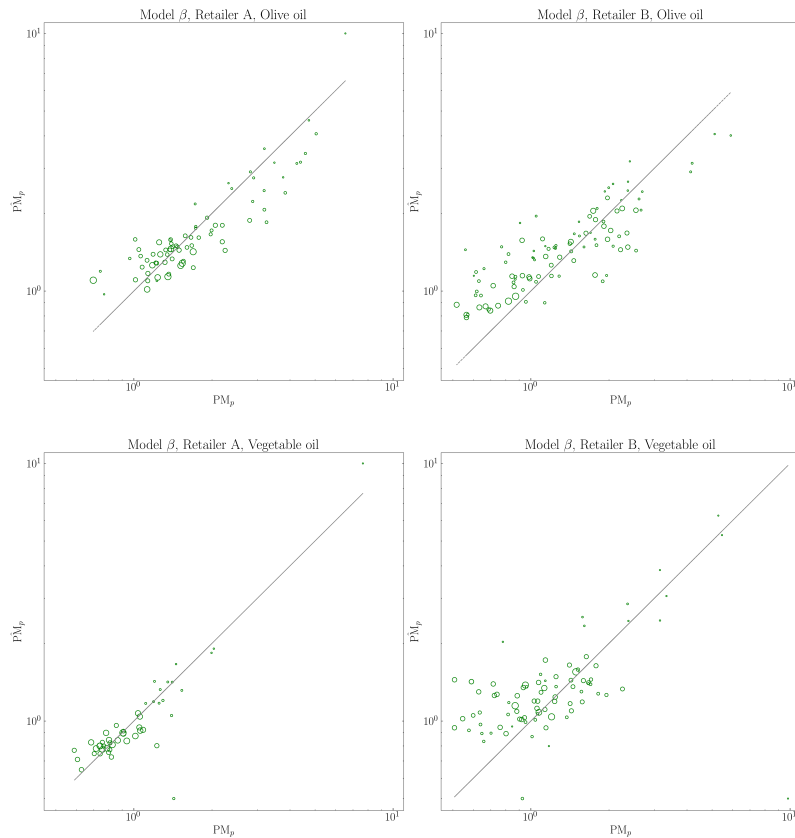 Model β, Retailer A, Olive oil
Model β, Retailer B, Olive oil
10¹
10¹
P̂M_p
P̂M_p
10⁰
10⁰
10⁰
10¹
10⁰
10¹
PM_p
PM_p
Model β, Retailer A, Vegetable oil
Model β, Retailer B, Vegetable oil
10¹
10¹
P̂M_p
P̂M_p
10⁰
10⁰
10⁰
10¹
10⁰
10¹
PM_p
PM_p